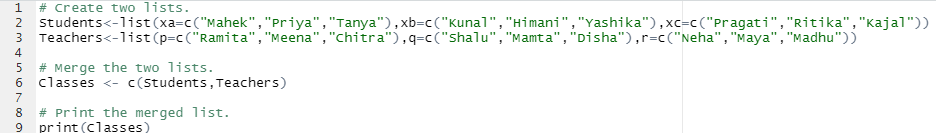 1 # Create two lists.
2 Students<-list(xa=c("Mahek","Priya","Tanya"),xb=c("Kunal","Himani","Yashika"),xc=c("Pragati","Ritika","Kajal"))
3 Teachers<-list(p=c("Ramita","Meena","Chitra"),q=c("Shalu","Mamta","Disha"),r=c("Neha","Maya","Madhu"))
4
5 # Merge the two lists.
6 Classes <- c(Students,Teachers)
7
8 # Print the merged list.
9 print(Classes)